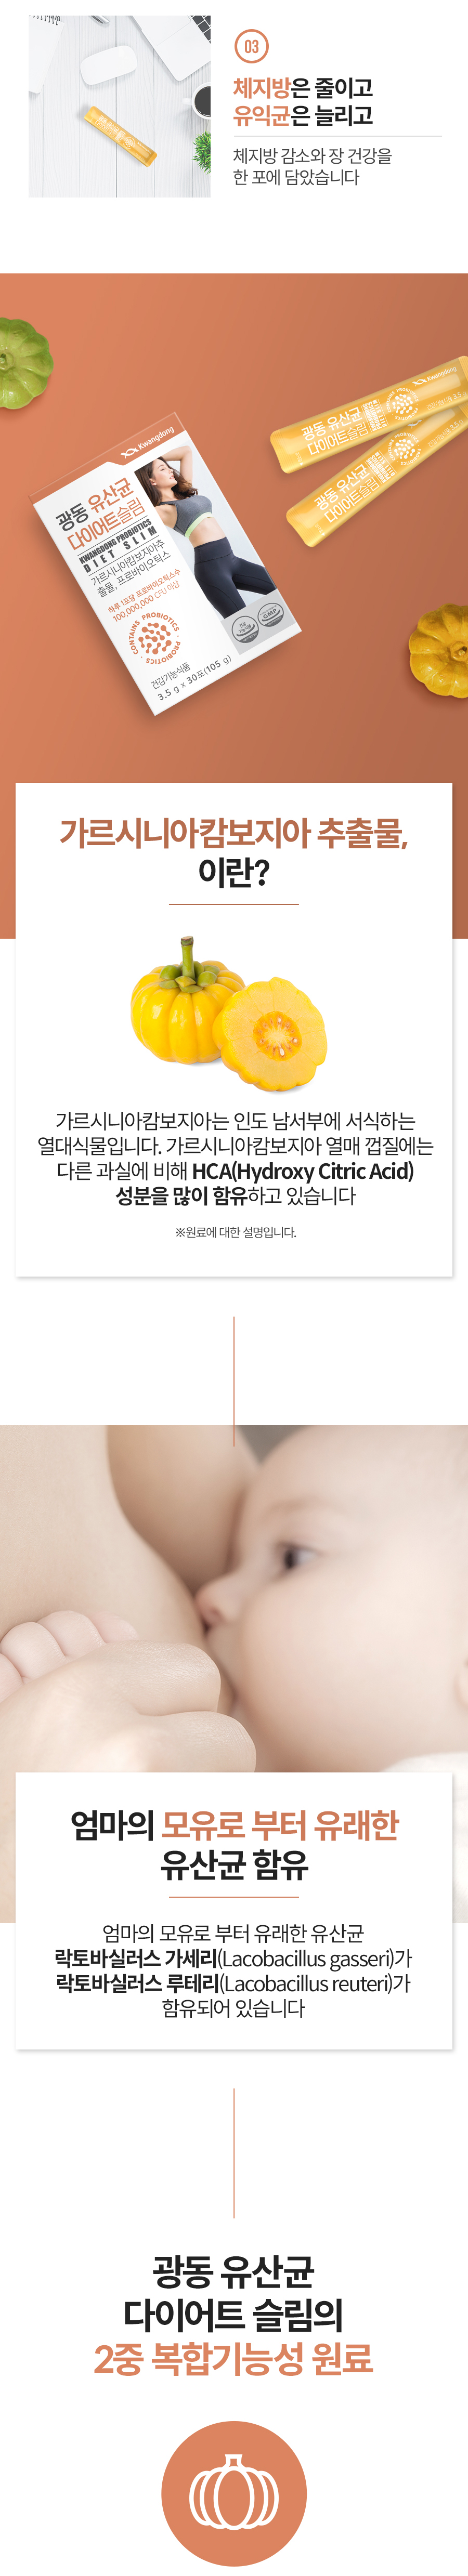 03
체지방은 줄이고
유익균은 늘리고
체지방 감소와 장 건강을
한 포에 담았습니다
Kwangdong
광동 유산균
다이어트슬림
KWANGDONG PROBIOTICS
DIET SLIM
가르시니아캄보지아추
출물, 프로바이오틱스
하루 1포당 프로바이오틱스수
100,000,000 CFU 이상
CONTAINS PROBIOTICS
PROBIOTICS
GMP
건강기능식품
3.5 g x 30포(105 g)
Kwangdong
광동 유산균
다이어트슬림
광동 유산균
다이어트슬림
가르시니아캄보지아 추출물,
이란?
가르시니아캄보지아는 인도 남서부에 서식하는
열대식물입니다. 가르시니아캄보지아 열매 껍질에는
다른 과실에 비해 HCA(Hydroxy Citric Acid)
성분을 많이 함유하고 있습니다
※원료에 대한 설명입니다.
엄마의 모유로 부터 유래한
유산균 함유
엄마의 모유로 부터 유래한 유산균
락토바실러스 가세리(Lacobacillus gasseri)가
락토바실러스 루테리(Lacobacillus reuteri)가
함유되어 있습니다
광동 유산균
다이어트 슬림의
2중 복합기능성 원료